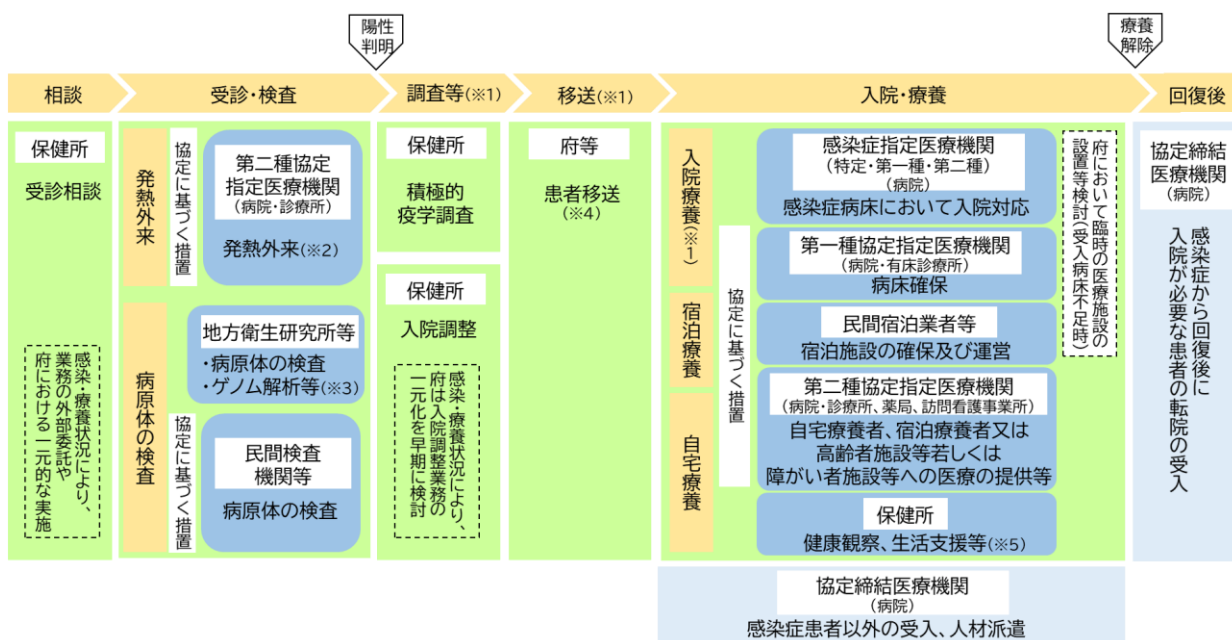 陽性
判明
療養
解除
相談
受診・検査
調査等(※1)
移送(※1)
入院・療養
回復後
保健所
受診相談
感染・療養状況により、
業務の外部委託や
府における一元的な実施
発熱外来
協定に基づく措置
第二種協定
指定医療機関
(病院・診療所)
発熱外来(※2)
病原体の検査
地方衛生研究所等
・病原体の検査
・ゲノム解析等(※3)
協定に基づく措置
民間検査
機関等
病原体の検査
保健所
積極的
疫学調査
保健所
入院調整
感染・療養状況により、
府は入院調整業務の
一元化を早期に検討
府等
患者移送
(※4)
入院療養(※1)
宿泊療養
自宅療養
協定に基づく措置
感染症指定医療機関
(特定・第一種・第二種)
(病院)
感染症病床において入院対応
第一種協定指定医療機関
(病院・有床診療所)
病床確保
民間宿泊業者等
宿泊施設の確保及び運営
第二種協定指定医療機関
(病院・診療所、薬局、訪問看護事業所)
自宅療養者、宿泊療養者又は
高齢者施設等若しくは
障がい者施設等への医療の提供等
保健所
健康観察、生活支援等(※5)
府において臨時の医療施設の
設置等検討(受入病床不足時)
協定締結医療機関
(病院)
感染症患者以外の受入、人材派遣
協定締結
医療機関
(病院)
感染症から回復後に
入院が必要な患者の転院の受入